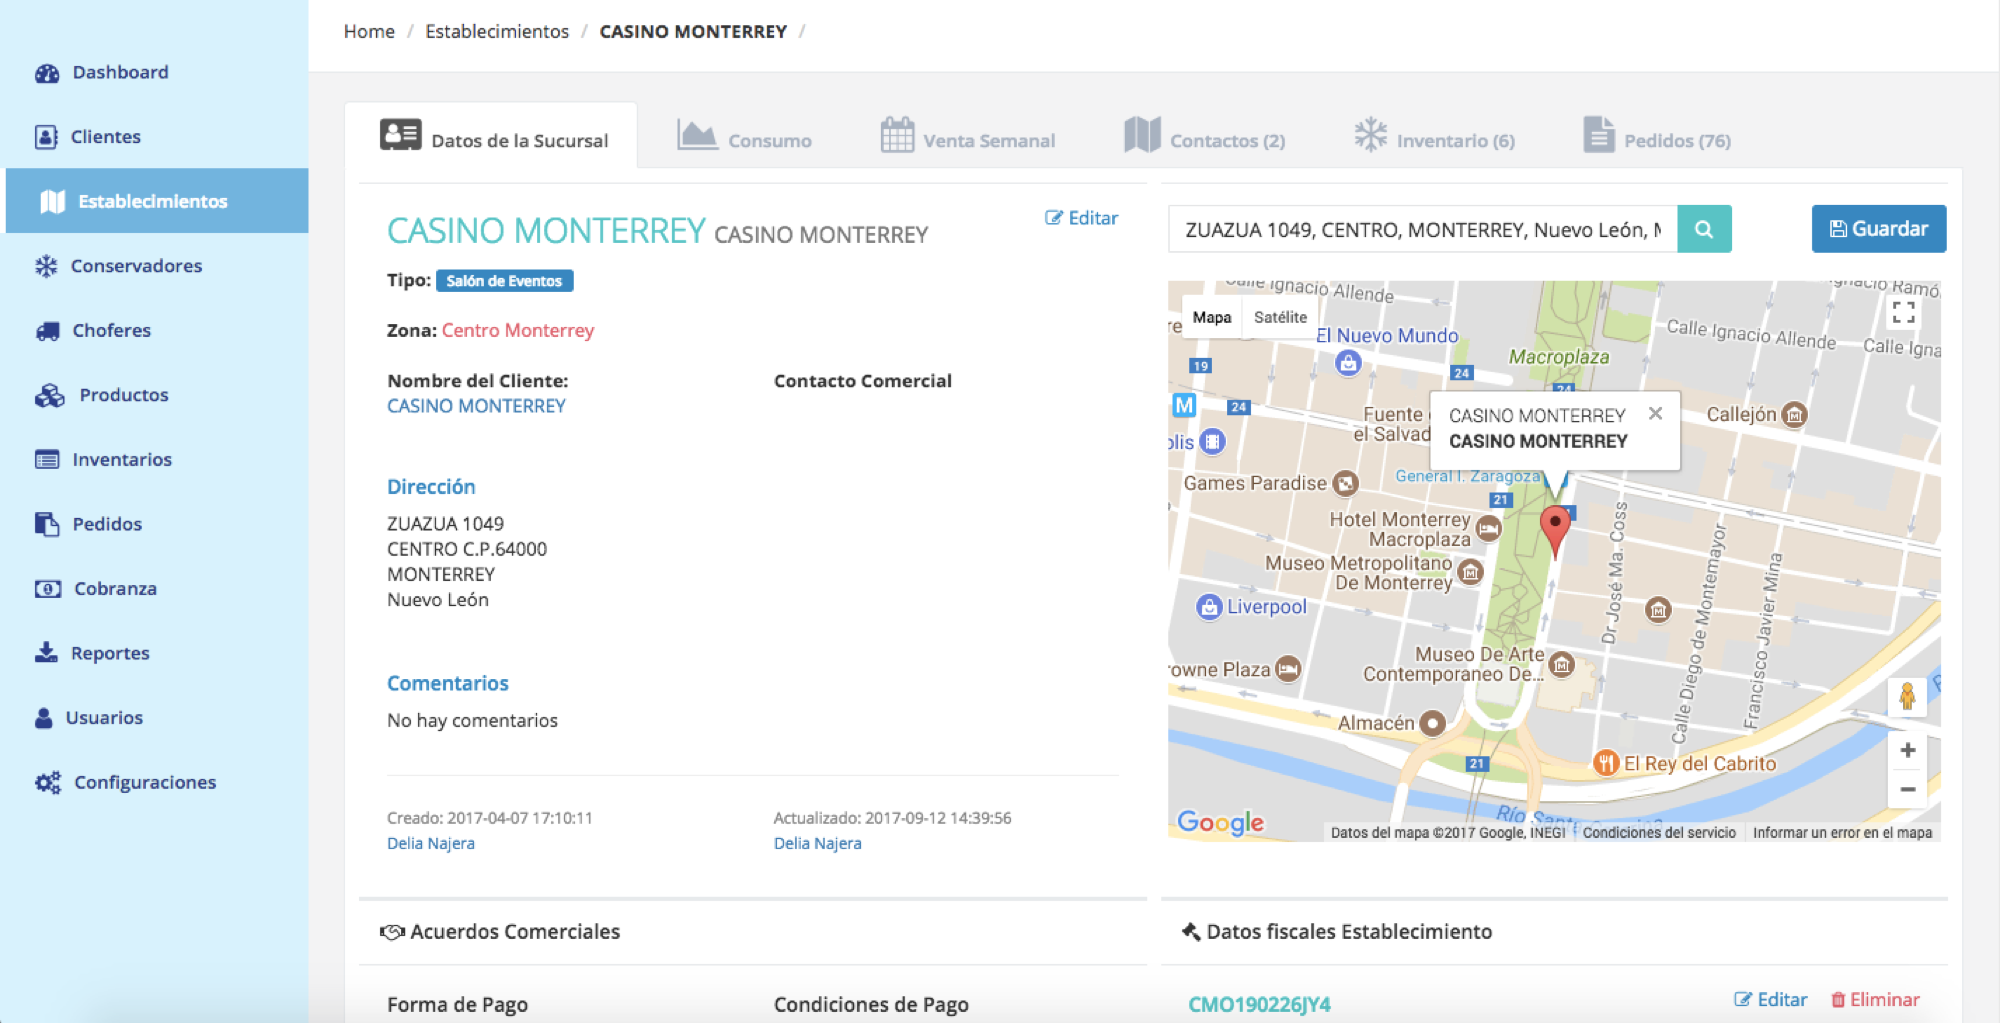 Home / Establecimientos / CASINO MONTERREY /
Dashboard
Clientes
Establecimientos
Conservadores
Choferes
Productos
Inventarios
Pedidos
Cobranza
Reportes
Usuarios
Configuraciones
Datos de la Sucursal
Consumo
Venta Semanal
Contactos (2)
Inventario (6)
Pedidos (76)
CASINO MONTERREY CASINO MONTERREY
Editar
Tipo: Salón de Eventos
Zona: Centro Monterrey
Nombre del Cliente:
CASINO MONTERREY
Contacto Comercial
Dirección
ZUAZUA 1049
CENTRO C.P.64000
MONTERREY
Nuevo León
Comentarios
No hay comentarios
Creado: 2017-04-07 17:10:11
Delia Najera
Actualizado: 2017-09-12 14:39:56
Delia Najera
ZUAZUA 1049, CENTRO, MONTERREY, Nuevo León,
Guardar
Mapa
Satélite
Calle Ignacio Allende
El Nuevo Mundo
Macroplaza
Calle Ignacio Allende
19
24
24
24
M
Fuente
el Salvad
CASINO MONTERREY
CASINO MONTERREY
Callejón
General I. Zaragoza
Games Paradise
21
Hotel Monterrey
Macroplaza
Museo Metropolitano
De Monterrey
Liverpool
Dr José Ma. Coss
Calle Diego de Montemayor
Francisco Javier Mina
Museo De Arte
Contemporaneo De...
owne Plaza
Almacén
21
El Rey del Cabrito
Google
Datos del mapa ©2017 Google, INEGI
Condiciones del servicio
Informar un error en el mapa
Acuerdos Comerciales
Datos fiscales Establecimiento
Forma de Pago
Condiciones de Pago
CMO190226JY4
Editar
Eliminar